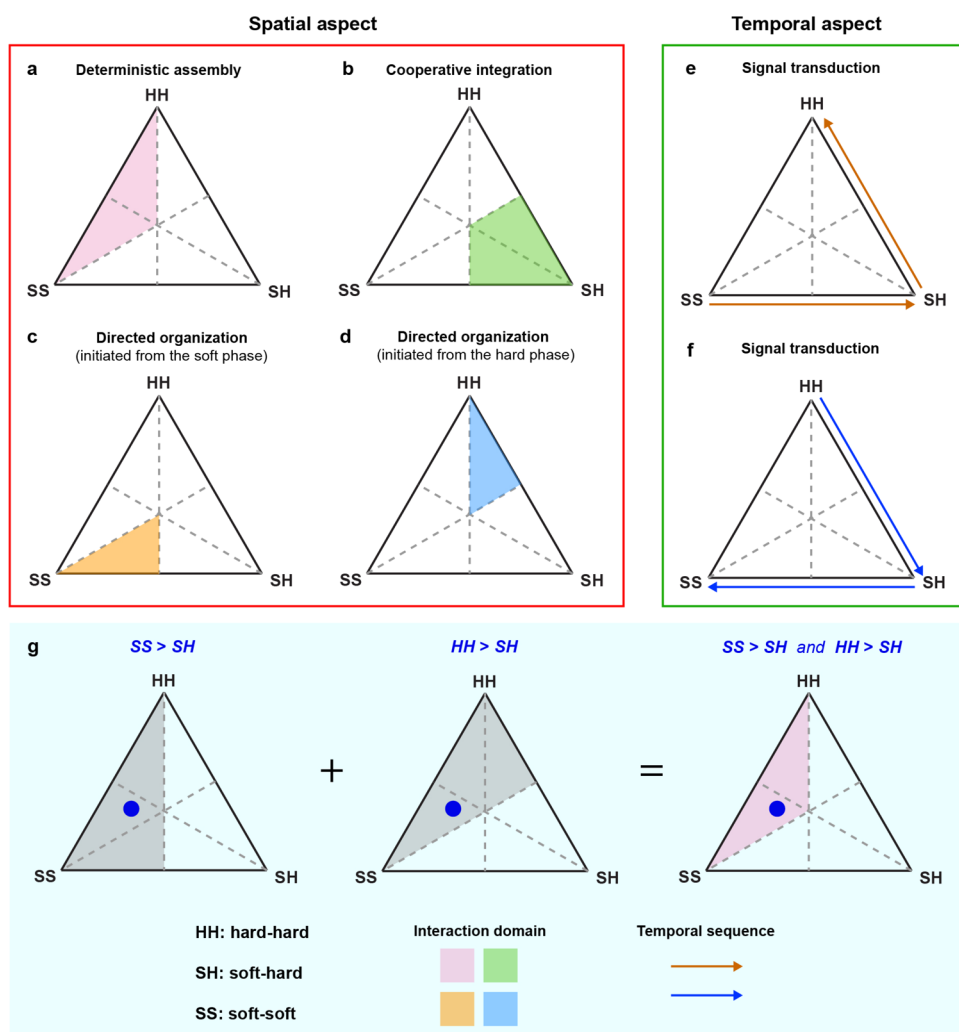 Spatial aspect
Temporal aspect
a
Deterministic assembly
HH
SS
SH
b
Cooperative integration
HH
SS
SH
c
Directed organization
(initiated from the soft phase)
HH
SS
SH
d
Directed organization
(initiated from the hard phase)
HH
SS
SH
e
Signal transduction
HH
SS
SH
f
Signal transduction
HH
SS
SH
g
SS > SH
HH
SS
SH
+
HH > SH
HH
SS
SH
=
SS > SH and HH > SH
HH
SS
SH
HH: hard-hard
SH: soft-hard
SS: soft-soft
Interaction domain
Temporal sequence